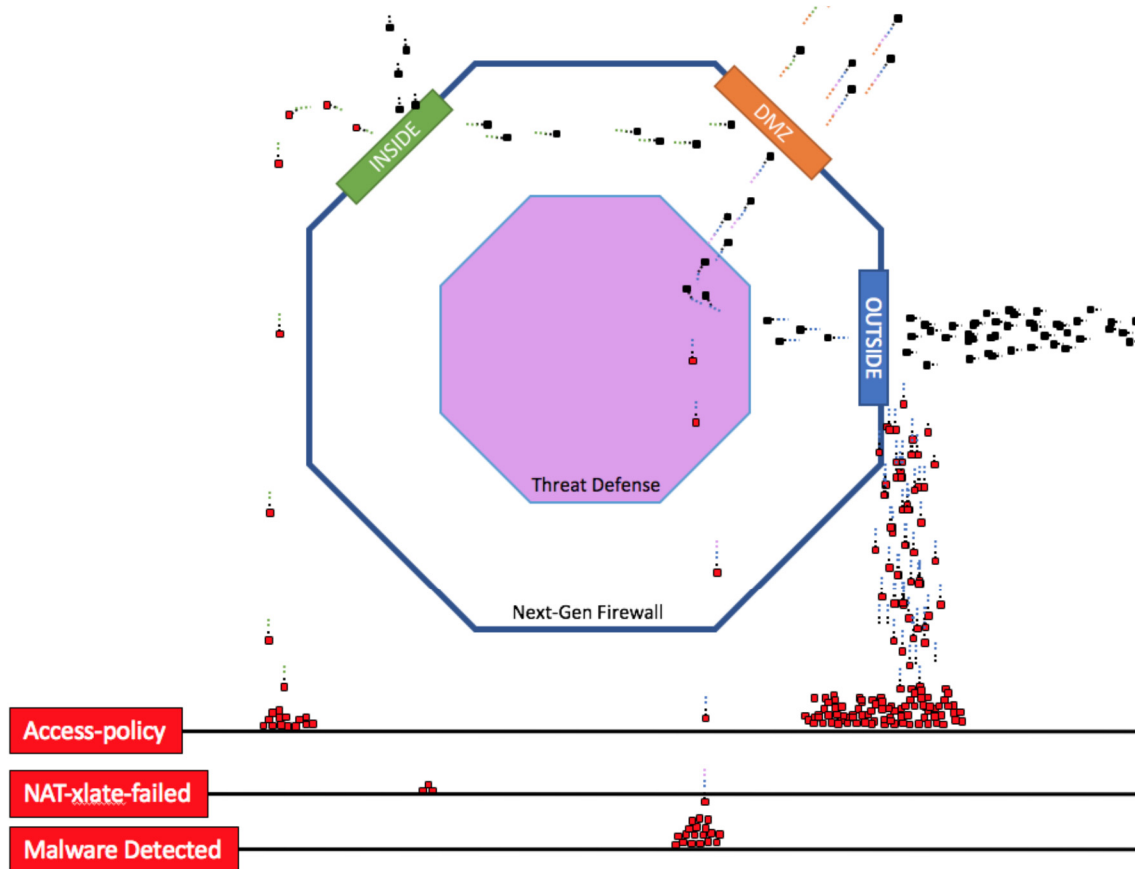 INSIDE
DMZ
OUTSIDE
Threat Defense
Next-Gen Firewall
Access-policy
NAT-xlate-failed
Malware Detected